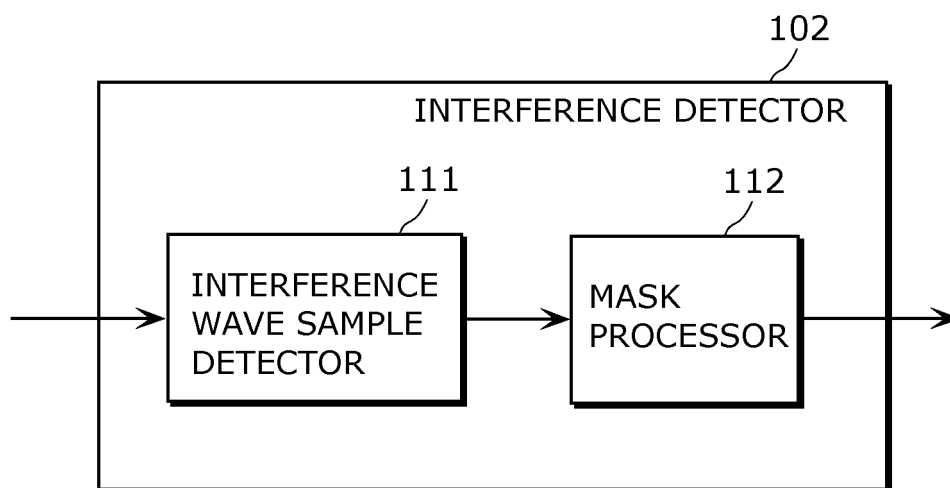 102
INTERFERENCE DETECTOR
111
112
INTERFERENCE
WAVE SAMPLE
DETECTOR
MASK
PROCESSOR